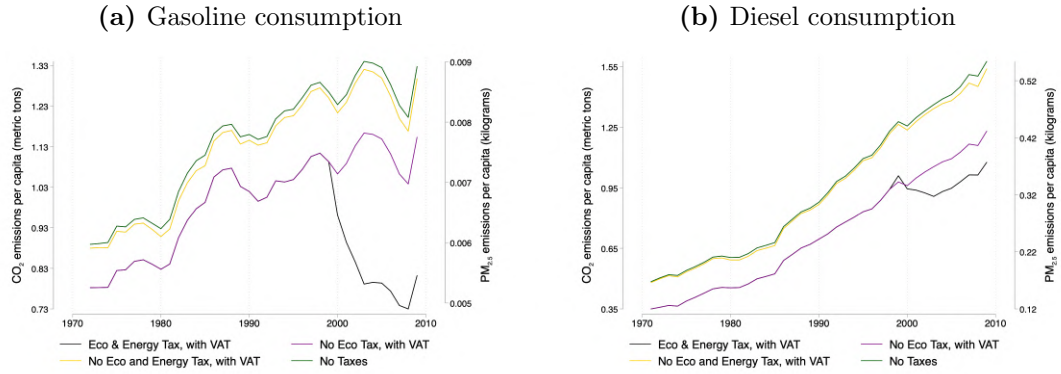 (a) Gasoline consumption
CO2 emissions per capita (metric tons)
1.33
1.23
1.13
1.03
0.93
0.83
0.73
0.009
0.008
0.007
0.006
0.005
PM2.5 emissions per capita (kilograms)
1970 1980 1990 2000 2010
Eco & Energy Tax, with VAT No Eco Tax, with VAT
No Eco and Energy Tax, with VAT No Taxes
(b) Diesel consumption
CO2 emissions per capita (metric tons)
1.55
1.25
0.95
0.65
0.35
0.52
0.42
0.32
0.22
0.12
PM2.5 emissions per capita (kilograms)
1970 1980 1990 2000 2010
Eco & Energy Tax, with VAT No Eco Tax, with VAT
No Eco and Energy Tax, with VAT No Taxes